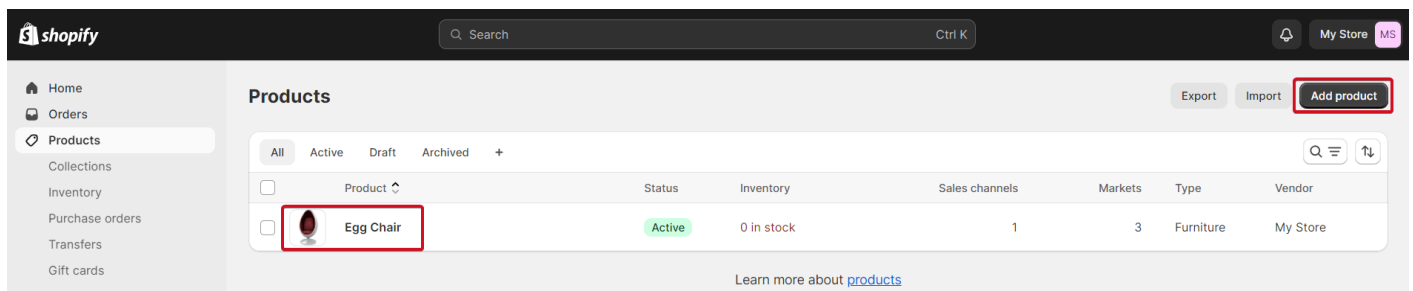 shopify
Search Ctrl K
My Store MS
Home
Orders
Products
Collections
Inventory
Purchase orders
Transfers
Gift cards
Products
Export Import Add product
All Active Draft Archived +
Product Status Inventory Sales channels Markets Type Vendor
Egg Chair Active 0 in stock 1 3 Furniture My Store
Learn more about products